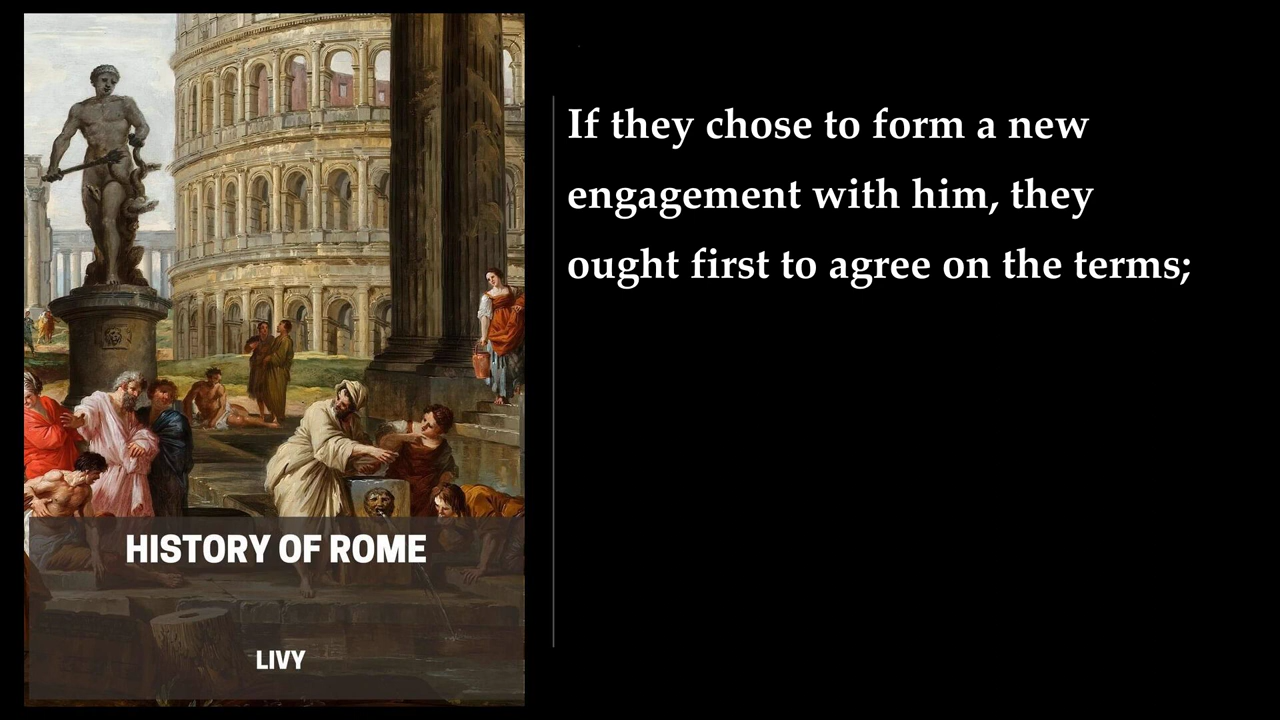 If they chose to form a new
engagement with him, they
ought first to agree on the terms;
HISTORY OF ROME
LIVY